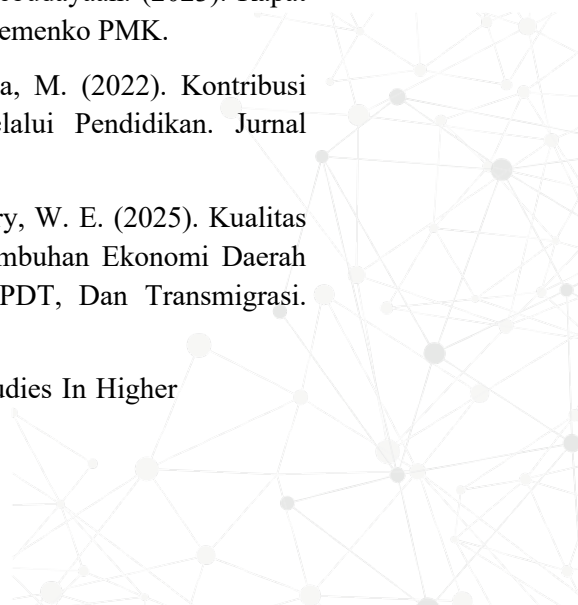 emenko PMK.
a, M. (2022). Kontribusi
elalui Pendidikan. Jurnal
ry, W. E. (2025). Kualitas
mbuhan Ekonomi Daerah
PDT, Dan Transmigrasi.
udies In Higher